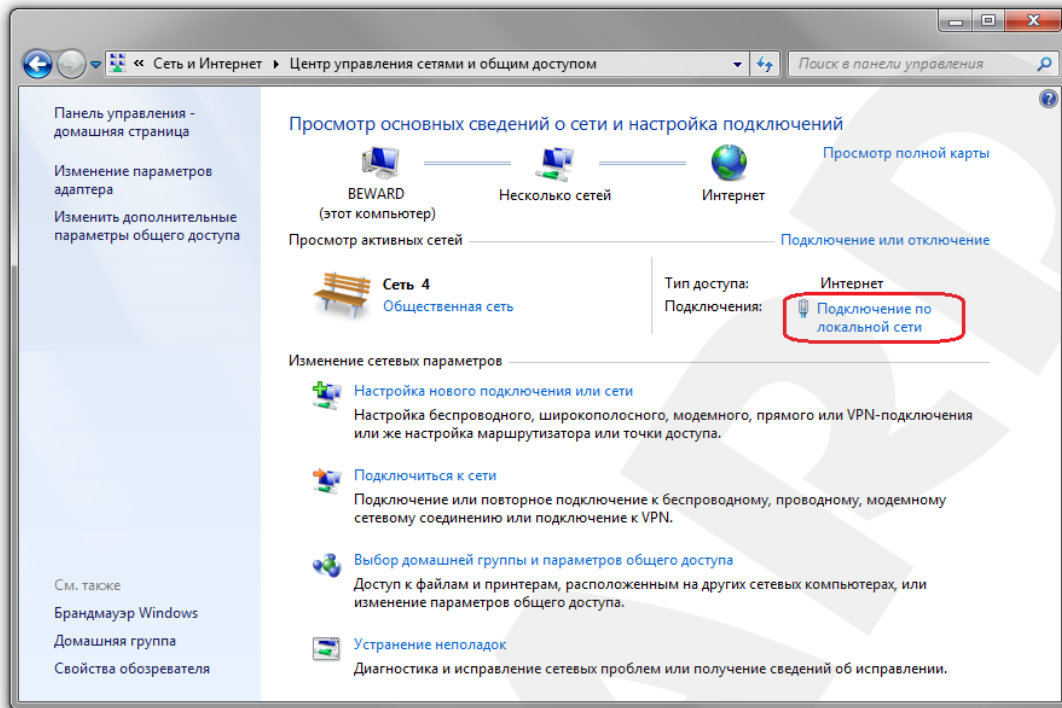 « Сеть и Интернет ▸ Центр управления сетями и общим доступом
Поиск в панели управления
Панель управления -
домашняя страница
Изменение параметров
адаптера
Изменить дополнительные
параметры общего доступа
См. также
Брандмауэр Windows
Домашняя группа
Свойства обозревателя
Просмотр основных сведений о сети и настройка подключений
Просмотр полной карты
BEWARD
(этот компьютер)
Несколько сетей
Интернет
Просмотр активных сетей
Подключение или отключение
Сеть 4
Общественная сеть
Тип доступа: Интернет
Подключения: Подключение по
локальной сети
Изменение сетевых параметров
Настройка нового подключения или сети
Настройка беспроводного, широкополосного, модемного, прямого или VPN-подключения
или же настройка маршрутизатора или точки доступа.
Подключиться к сети
Подключение или повторное подключение к беспроводному, проводному, модемному
сетевому соединению или подключение к VPN.
Выбор домашней группы и параметров общего доступа
Доступ к файлам и принтерам, расположенным на других сетевых компьютерах, или
изменение параметров общего доступа.
Устранение неполадок
Диагностика и исправление сетевых проблем или получение сведений об исправлении.